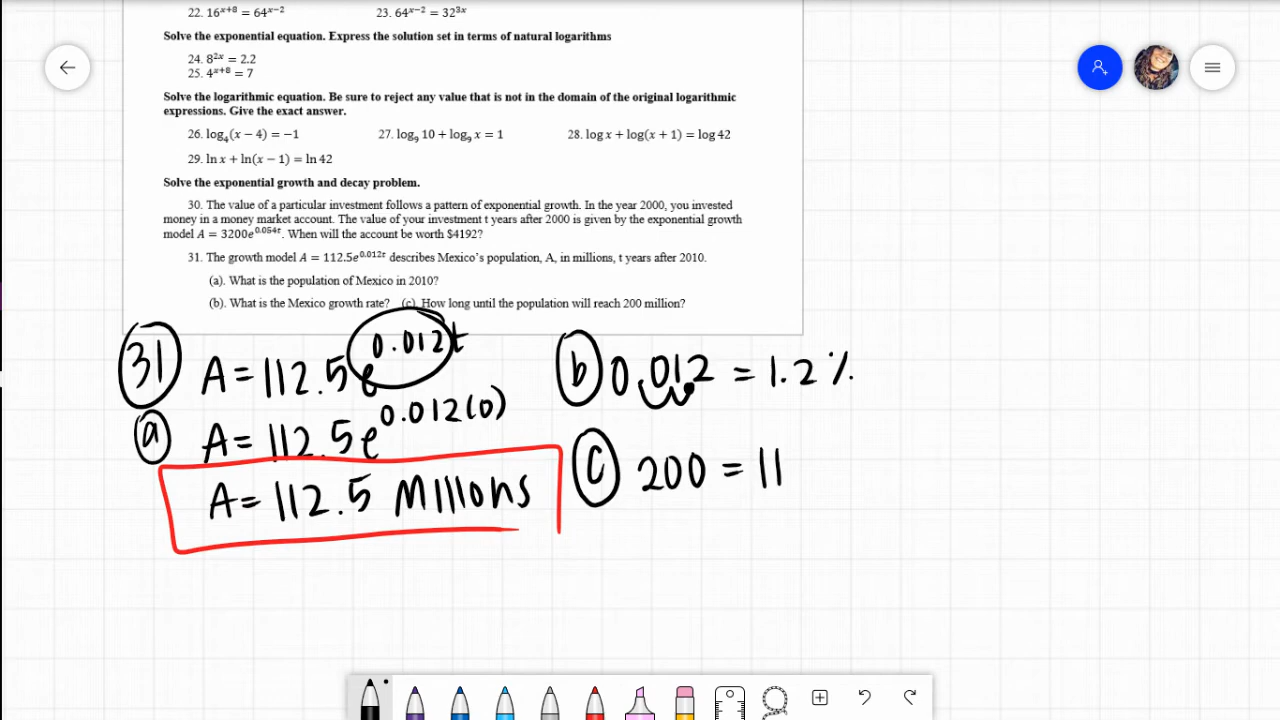 22. 16^{x+8} = 64^{x−2} 23. 64^{x−2} = 32^{3x}
Solve the exponential equation. Express the solution set in terms of natural logarithms
24. 8^{2x} = 2.2
25. 4^{x+8} = 7
Solve the logarithmic equation. Be sure to reject any value that is not in the domain of the original logarithmic
expressions. Give the exact answer.
26. log₄(x − 4) = −1 27. log₉ 10 + log₉ x = 1 28. log x + log(x + 1) = log 42
29. ln x + ln(x − 1) = ln 42
Solve the exponential growth and decay problem.
30. The value of a particular investment follows a pattern of exponential growth. In the year 2000, you invested
money in a money market account. The value of your investment t years after 2000 is given by the exponential growth
model A = 3200e^{0.054t}. When will the account be worth $4192?
31. The growth model A = 112.5e^{0.012t} describes Mexico's population, A, in millions, t years after 2010.
(a). What is the population of Mexico in 2010?
(b). What is the Mexico growth rate? (c). How long until the population will reach 200 million?
31 A = 112.5e^{0.012t}
a A = 112.5e^{0.012(0)}
A = 112.5 Millons
b 0.012 = 1.2%
c 200 = 11